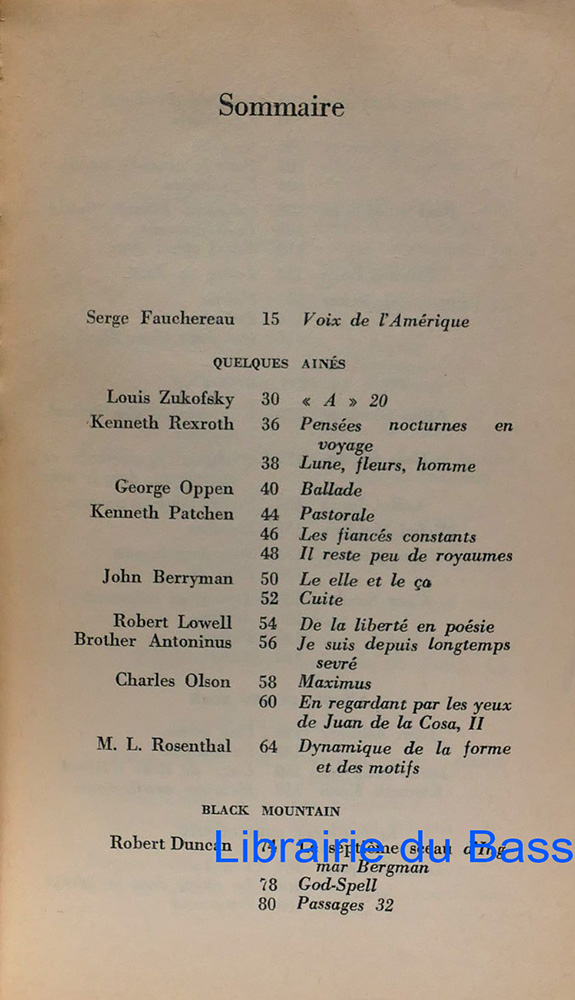 Sommaire
Serge Fauchereau 15 Voix de l'Amérique
QUELQUES AINÉS
Louis Zukofsky 30 « A » 20
Kenneth Rexroth 36 Pensées nocturnes en
voyage
38 Lune, fleurs, homme
George Oppen 40 Ballade
Kenneth Patchen 44 Pastorale
46 Les fiancés constants
48 Il reste peu de royaumes
John Berryman 50 Le elle et le ça
52 Cuite
Robert Lowell 54 De la liberté en poésie
Brother Antoninus 56 Je suis depuis longtemps
sevré
Charles Olson 58 Maximus
60 En regardant par les yeux
de Juan de la Cosa, II
M. L. Rosenthal 64 Dynamique de la forme
et des motifs
BLACK MOUNTAIN
Robert Duncan 74 Le septième sceau d'Ing-
mar Bergman
Librairie du Bass
78 God-Spell
80 Passages 32